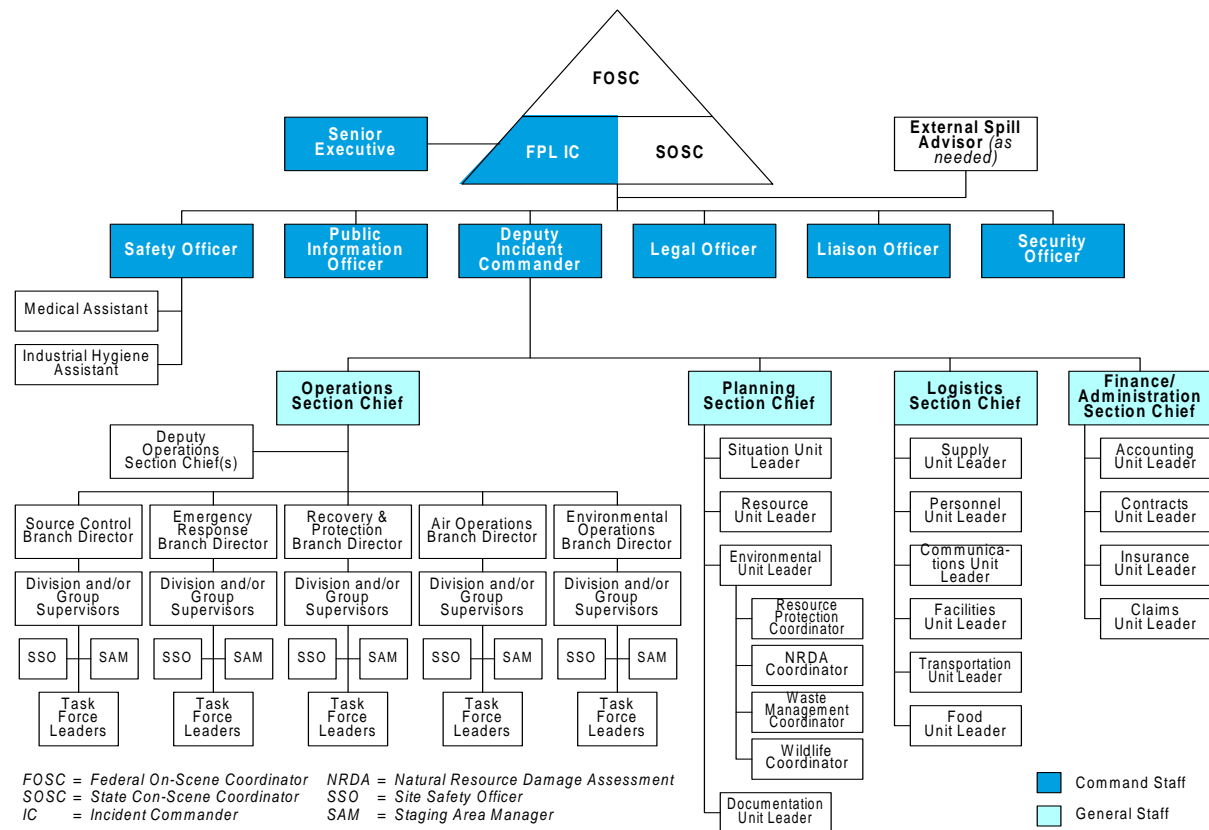 FOSC
Senior
Executive
FPL IC
SOSC
External Spill
Advisor (as
needed)
Safety Officer
Public
Information
Officer
Deputy
Incident
Commander
Legal Officer
Liaison Officer
Security
Officer
Medical Assistant
Industrial Hygiene
Assistant
Operations
Section Chief
Planning
Section Chief
Logistics
Section Chief
Finance/
Administration
Section Chief
Deputy
Operations
Section Chief(s)
Source Control
Branch Director
Emergency
Response
Branch Director
Recovery &
Protection
Branch Director
Air Operations
Branch Director
Environmental
Operations
Branch Director
Division and/or
Group
Supervisors
Division and/or
Group
Supervisors
Division and/or
Group
Supervisors
Division and/or
Group
Supervisors
Division and/or
Group
Supervisors
SSO
SAM
SSO
SAM
SSO
SAM
SSO
SAM
SSO
SAM
Task
Force
Leaders
Task
Force
Leaders
Task
Force
Leaders
Task
Force
Leaders
Task
Force
Leaders
Situation Unit
Leader
Resource
Unit Leader
Environmental
Unit Leader
Resource
Protection
Coordinator
NRDA
Coordinator
Waste
Management
Coordinator
Wildlife
Coordinator
Documentation
Unit Leader
Supply
Unit Leader
Personnel
Unit Leader
Communica-
tions Unit
Leader
Facilities
Unit Leader
Transportation
Unit Leader
Food
Unit Leader
Accounting
Unit Leader
Contracts
Unit Leader
Insurance
Unit Leader
Claims
Unit Leader
FOSC = Federal On-Scene Coordinator
SOSC = State Con-Scene Coordinator
IC = Incident Commander
NRDA = Natural Resource Damage Assessment
SSO = Site Safety Officer
SAM = Staging Area Manager
Command Staff
General Staff